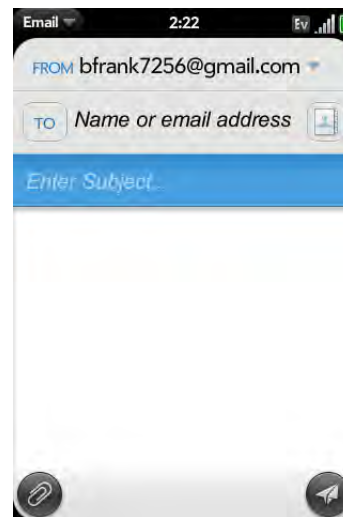 Email 2:22 Ev
FROM bfrank7256@gmail.com
TO Name or email address
Enter Subject...